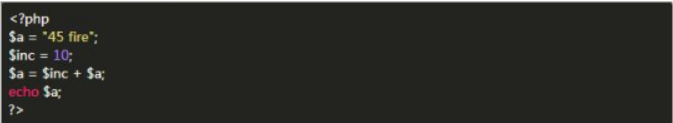 <?php
$a = "45 fire";
$inc = 10;
$a = $inc + $a;
echo $a;
?>